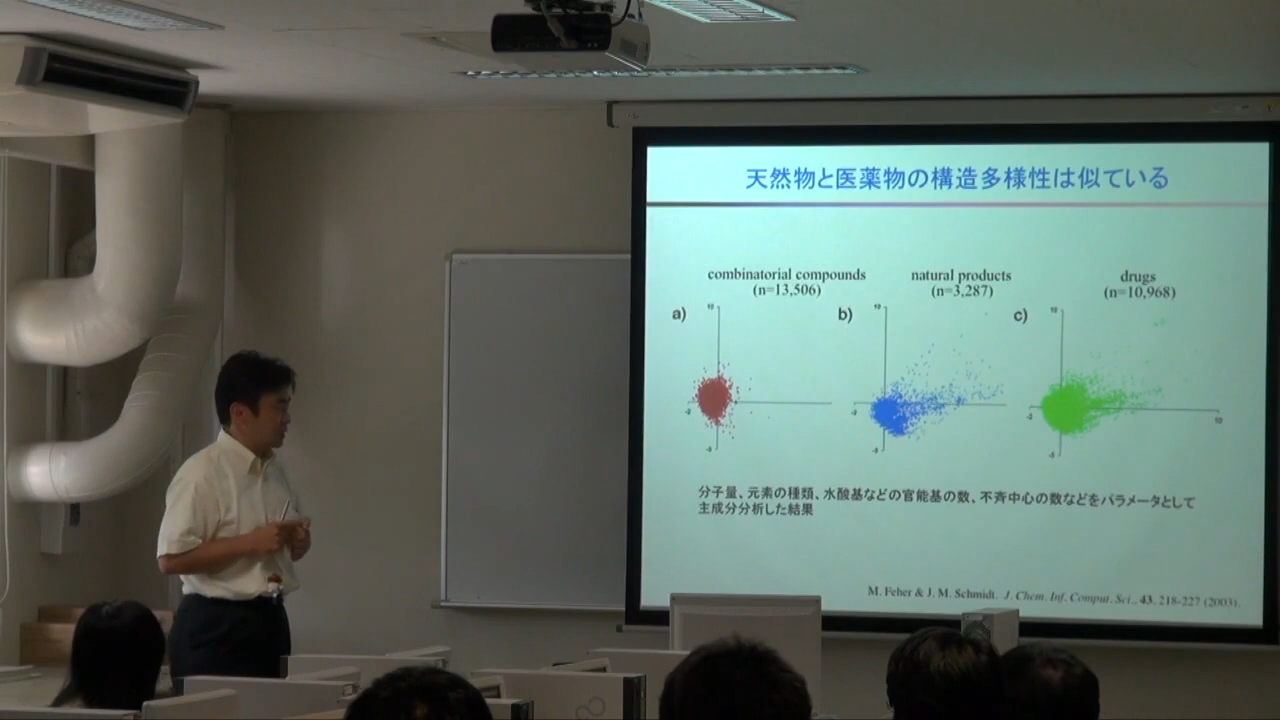 天然物と医薬物の構造多様性は似ている
combinatorial compounds
(n=13,506)
natural products
(n=3,287)
drugs
(n=10,968)
a)
b)
c)
分子量、元素の種類、水酸基などの官能基の数、不斉中心の数などをパラメータとして
主成分分析した結果
M. Feher & J. M. Schmidt. J. Chem. Inf. Comput. Sci., 43. 218-227 (2003).